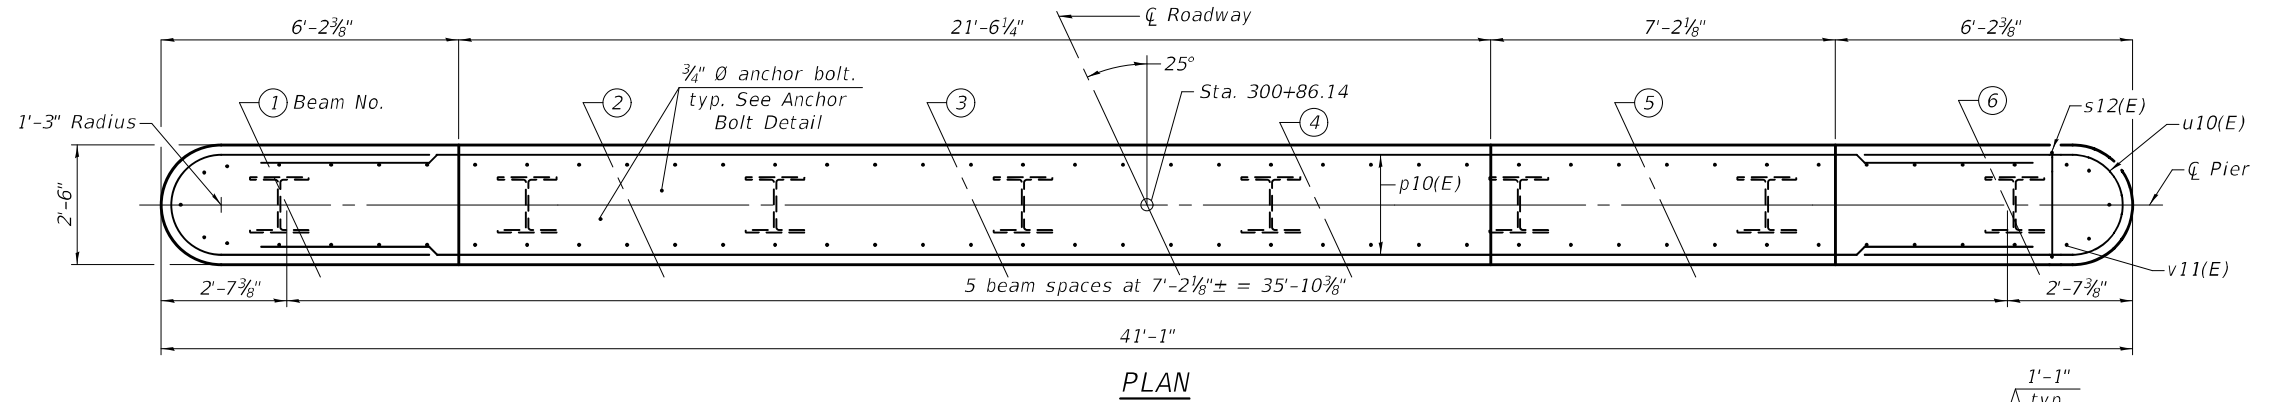 6'-2⅜"
21'-6¼"
℄ Roadway
7'-2⅛"
6'-2⅜"
25°
¾" Ø anchor bolt.
typ. See Anchor
Bolt Detail
Sta. 300+86.14
1 Beam No.
2
3
4
5
6
s12(E)
1'-3" Radius
u10(E)
2'-6"
p10(E)
℄ Pier
v11(E)
2'-7⅜"
5 beam spaces at 7'-2⅛"± = 35'-10⅜"
2'-7⅜"
41'-1"
PLAN
1'-1"
typ.